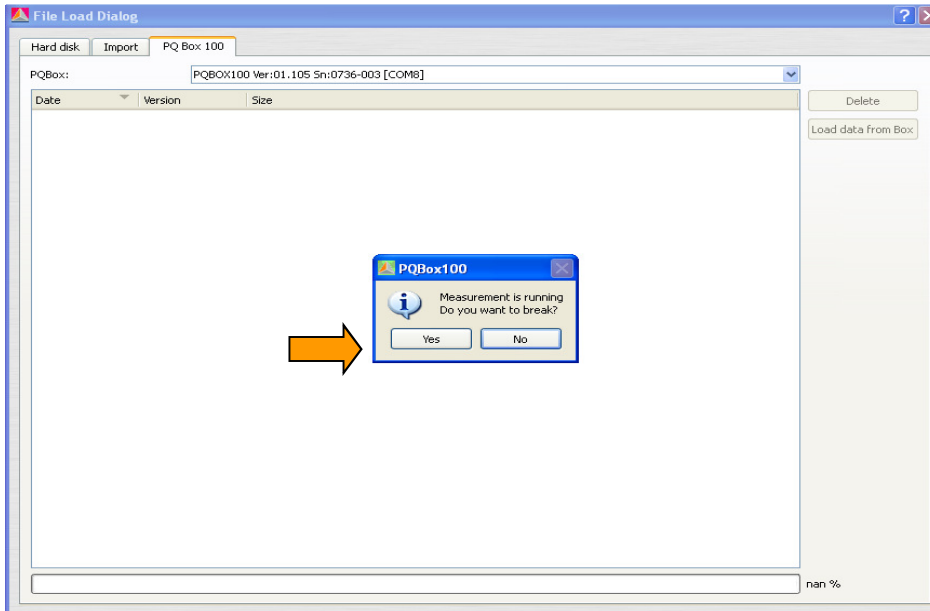 File Load Dialog
Hard disk Import PQ Box 100
PQBox: PQBOX100 Ver:01.105 Sn:0736-003 [COM8]
Date Version Size
Delete
Load data from Box
PQBox100
Measurement is running
Do you want to break?
Yes No
nan %